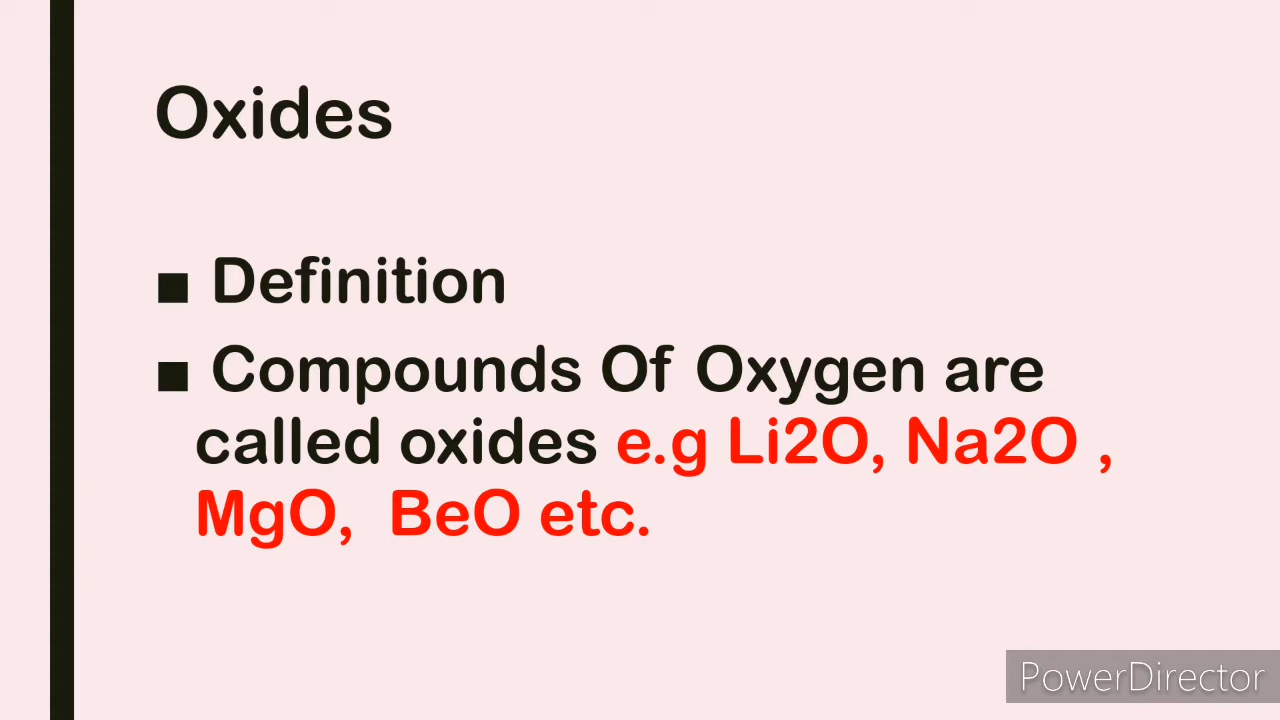 Oxides
■ Definition
■ Compounds Of Oxygen are
called oxides e.g Li2O, Na2O ,
MgO, BeO etc.
PowerDirector